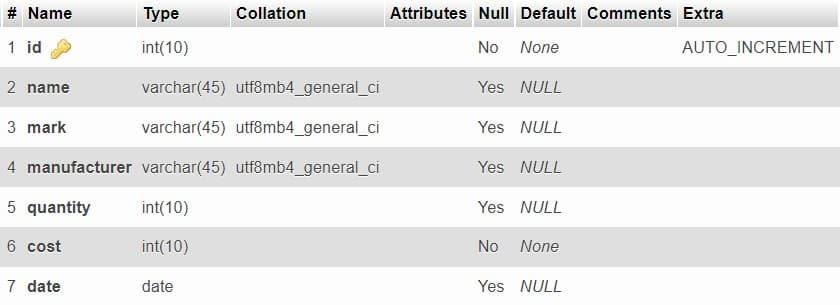 # Name Type Collation Attributes Null Default Comments Extra
1 id int(10) No None AUTO_INCREMENT
2 name varchar(45) utf8mb4_general_ci Yes NULL
3 mark varchar(45) utf8mb4_general_ci Yes NULL
4 manufacturer varchar(45) utf8mb4_general_ci Yes NULL
5 quantity int(10) Yes NULL
6 cost int(10) No None
7 date date Yes NULL